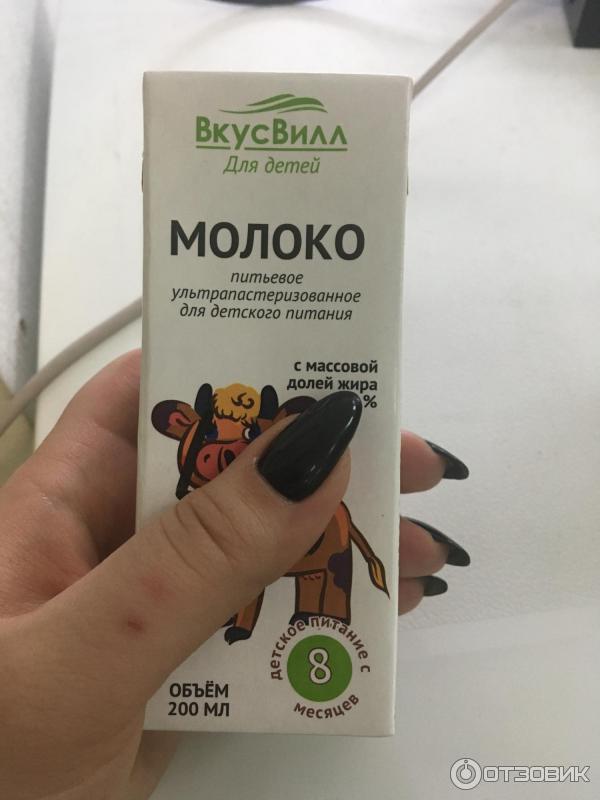 ВкусВилл
Для детей
МОЛОКО
питьевое
ультрапастеризованное
для детского питания
с массовой
долей жира
%
детское питание с
8
месяцев
ОБЪЁМ
200 МЛ
ОТЗОВИК